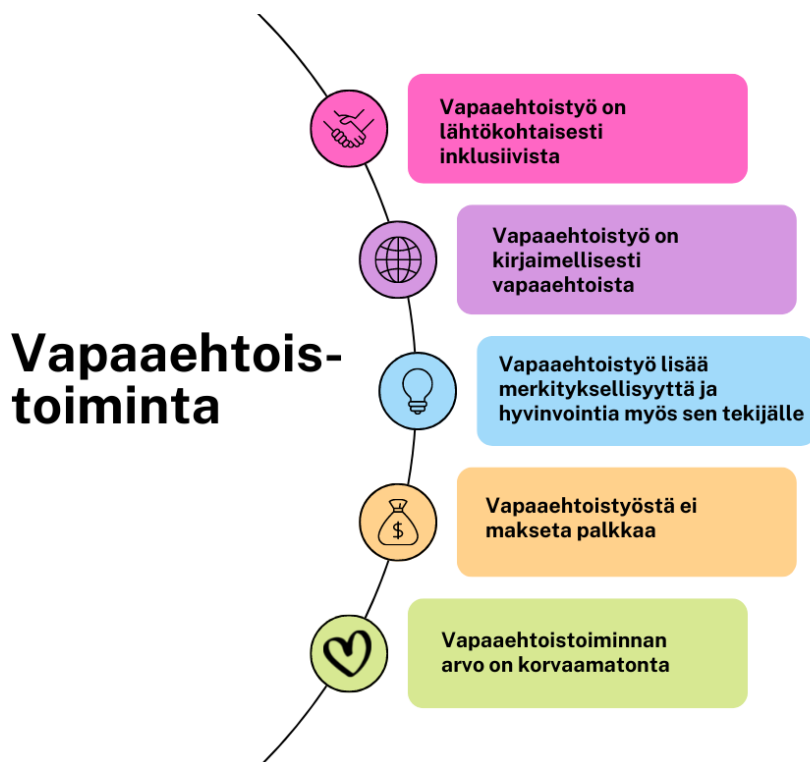 Vapaaehtois-
toiminta
Vapaaehtoistyö on
lähtökohtaisesti
inklusiivista
Vapaaehtoistyö on
kirjaimellisesti
vapaaehtoista
Vapaaehtoistyö lisää
merkityksellisyyttä ja
hyvinvointia myös sen tekijälle
$
Vapaaehtoistyöstä ei
makseta palkkaa
Vapaaehtoistoiminnan
arvo on korvaamatonta